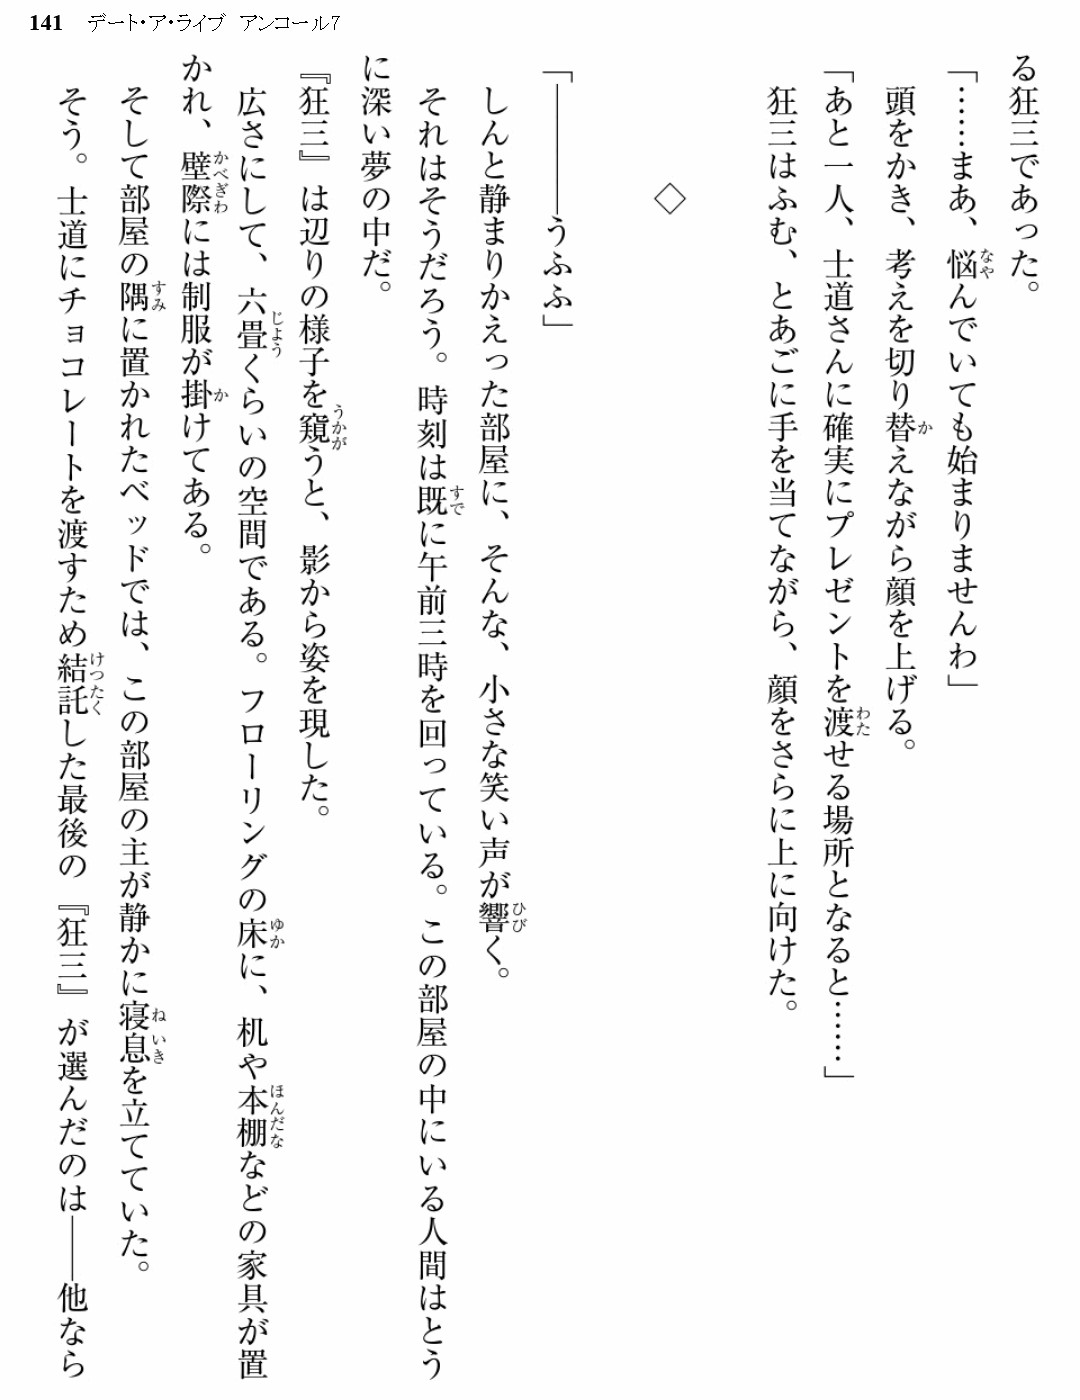 141 デート・ア・ライブ アンコール7
る狂三であった。
「……まあ、悩んでいても始まりませんわ」
頭をかき、考えを切り替えながら顔を上げる。
「あと一人、士道さんに確実にプレゼントを渡せる場所となると……」
狂三はふむ、とあごに手を当てながら、顔をさらに上に向けた。
◇
「――――うふふ」
しんと静まりかえった部屋に、そんな、小さな笑い声が響く。
それはそうだろう。時刻は既に午前三時を回っている。この部屋の中にいる人間はとう
に深い夢の中だ。
『狂三』は辺りの様子を窺うと、影から姿を現した。
広さにして、六畳くらいの空間である。フローリングの床に、机や本棚などの家具が置
かれ、壁際には制服が掛けてある。
そして部屋の隅に置かれたベッドでは、この部屋の主が静かに寝息を立てていた。
そう。士道にチョコレートを渡すため結託した最後の『狂三』が選んだのは――他なら